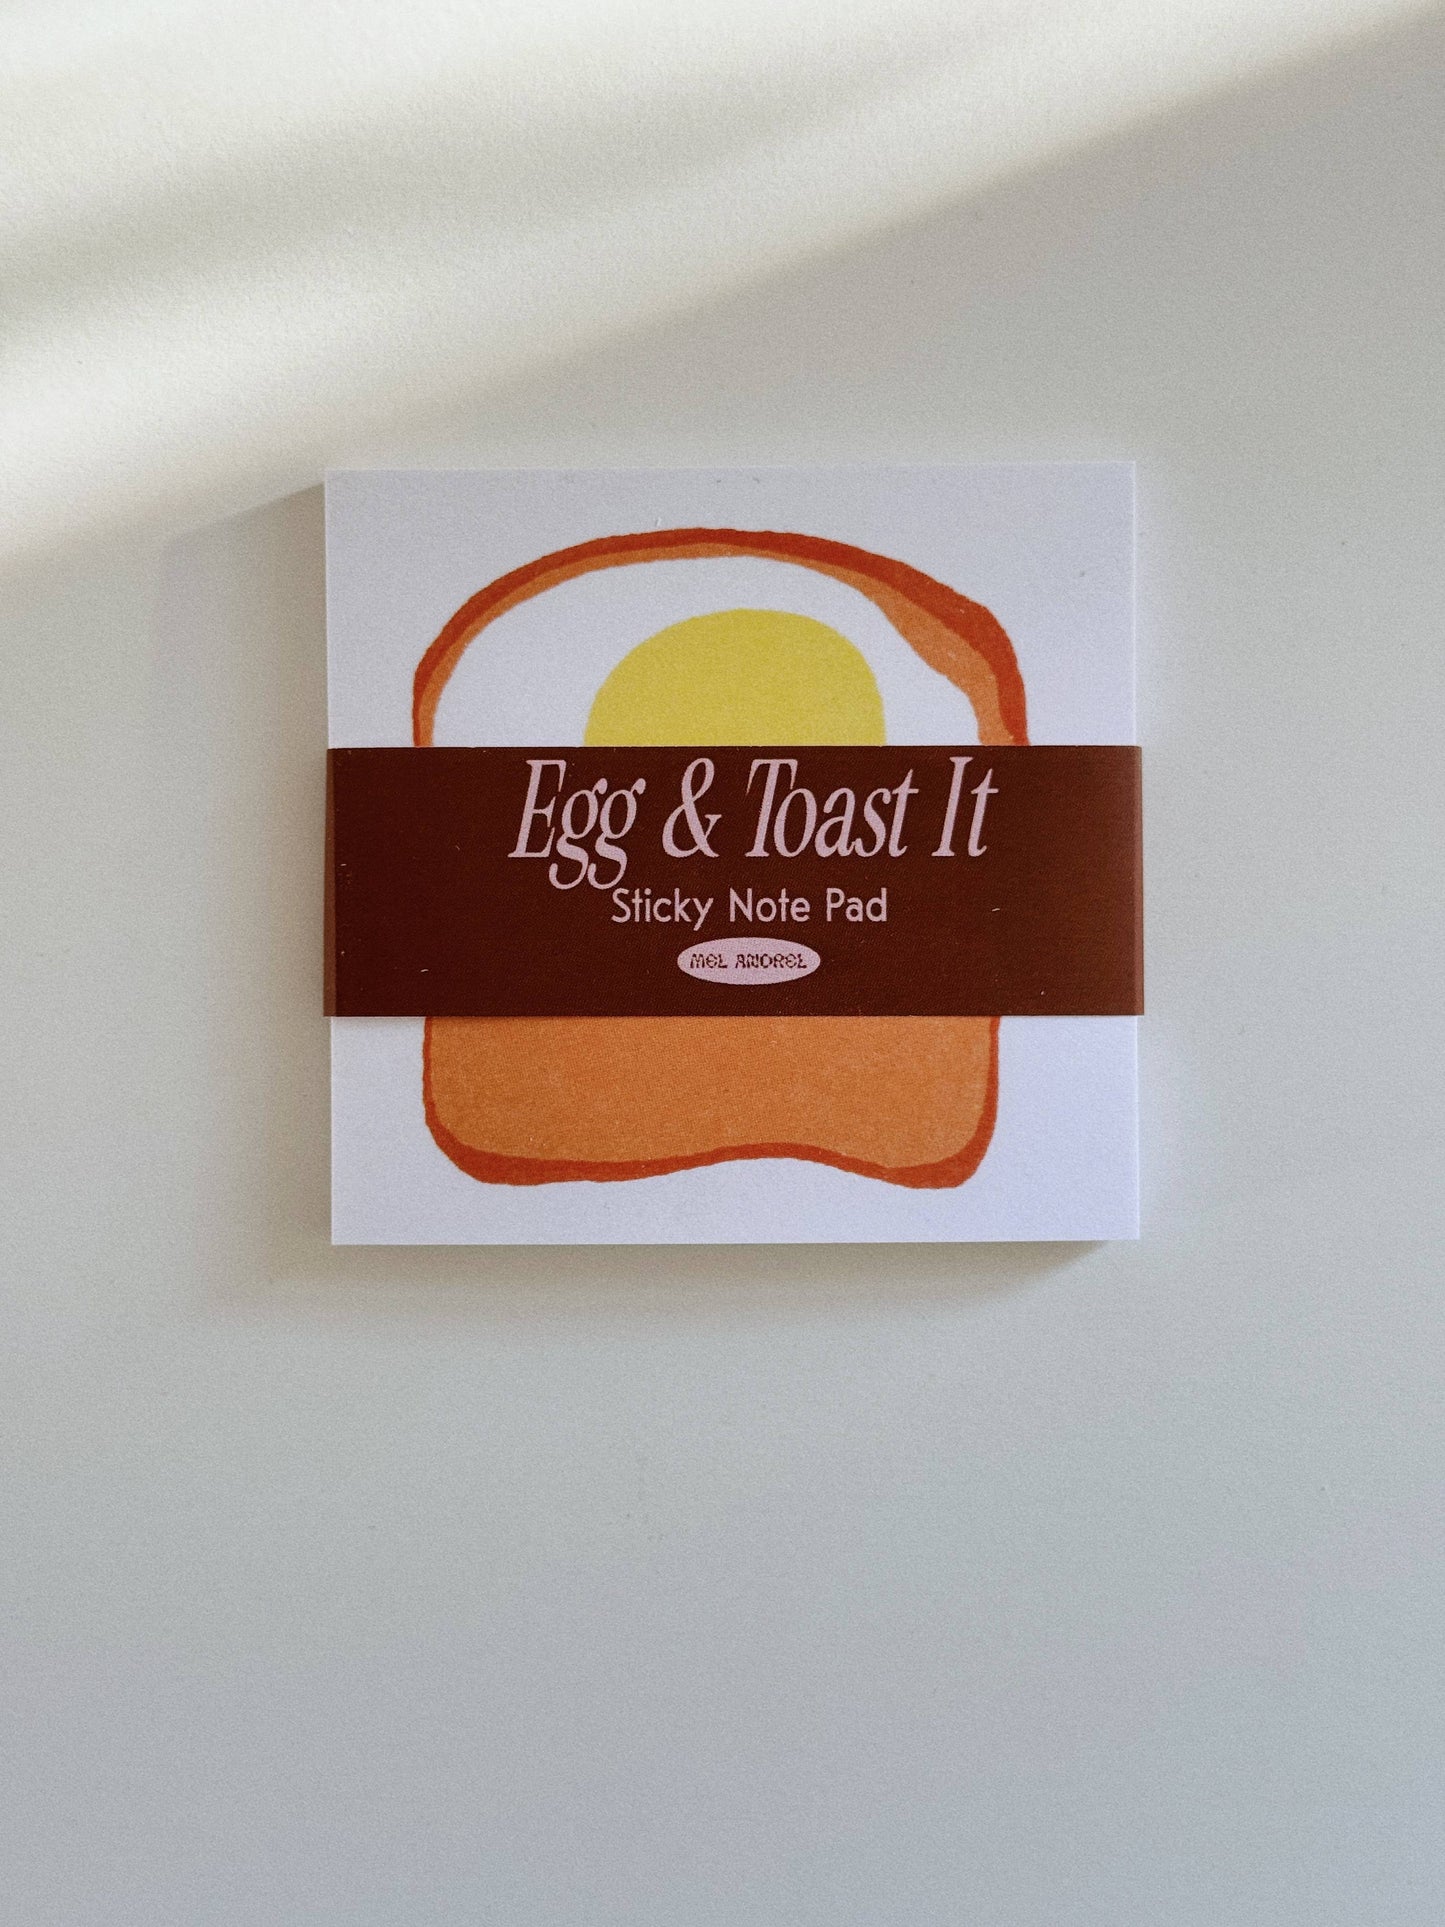 Egg & Toast It
Sticky Note Pad
MEL ANDREL